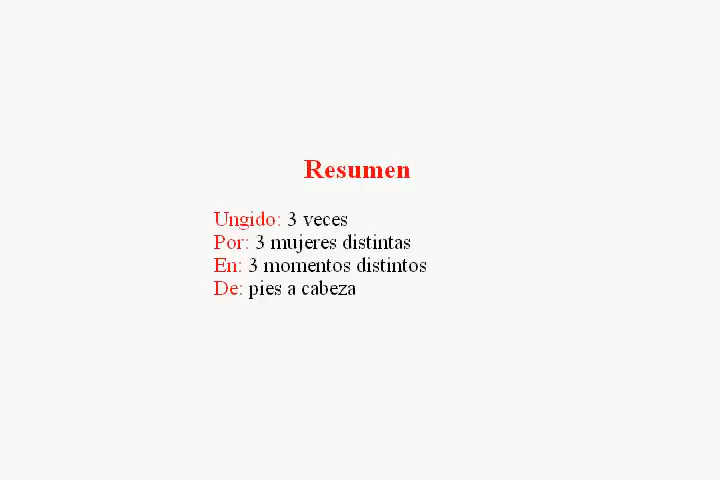 Resumen
Ungido: 3 veces
Por: 3 mujeres distintas
En: 3 momentos distintos
De: pies a cabeza